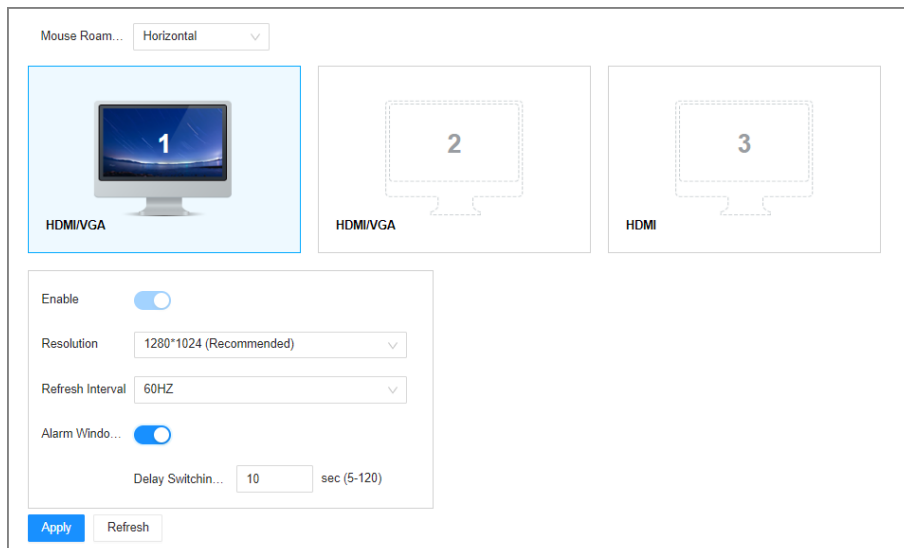 Mouse Roam... Horizontal
1 2 3
HDMI/VGA HDMI/VGA HDMI
Enable
Resolution 1280*1024 (Recommended)
Refresh Interval 60HZ
Alarm Windo...
Delay Switchin... 10 sec (5-120)
Apply Refresh